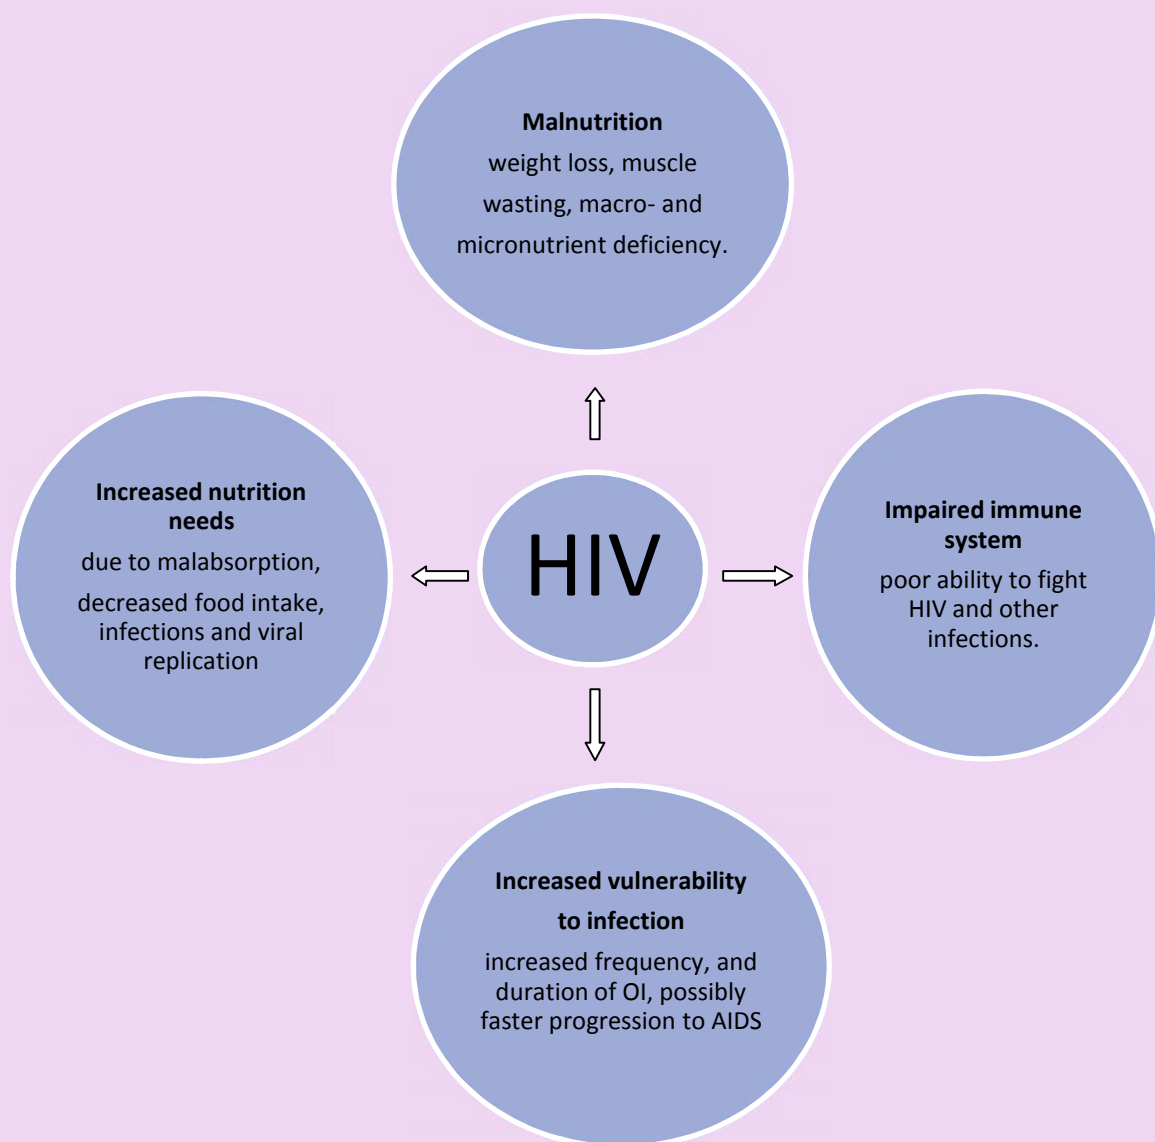 Malnutrition
weight loss, muscle
wasting, macro- and
micronutrient deficiency.
Increased nutrition
needs
due to malabsorption,
decreased food intake,
infections and viral
replication
HIV
Impaired immune
system
poor ability to fight
HIV and other
infections.
Increased vulnerability
to infection
increased frequency, and
duration of OI, possibly
faster progression to AIDS